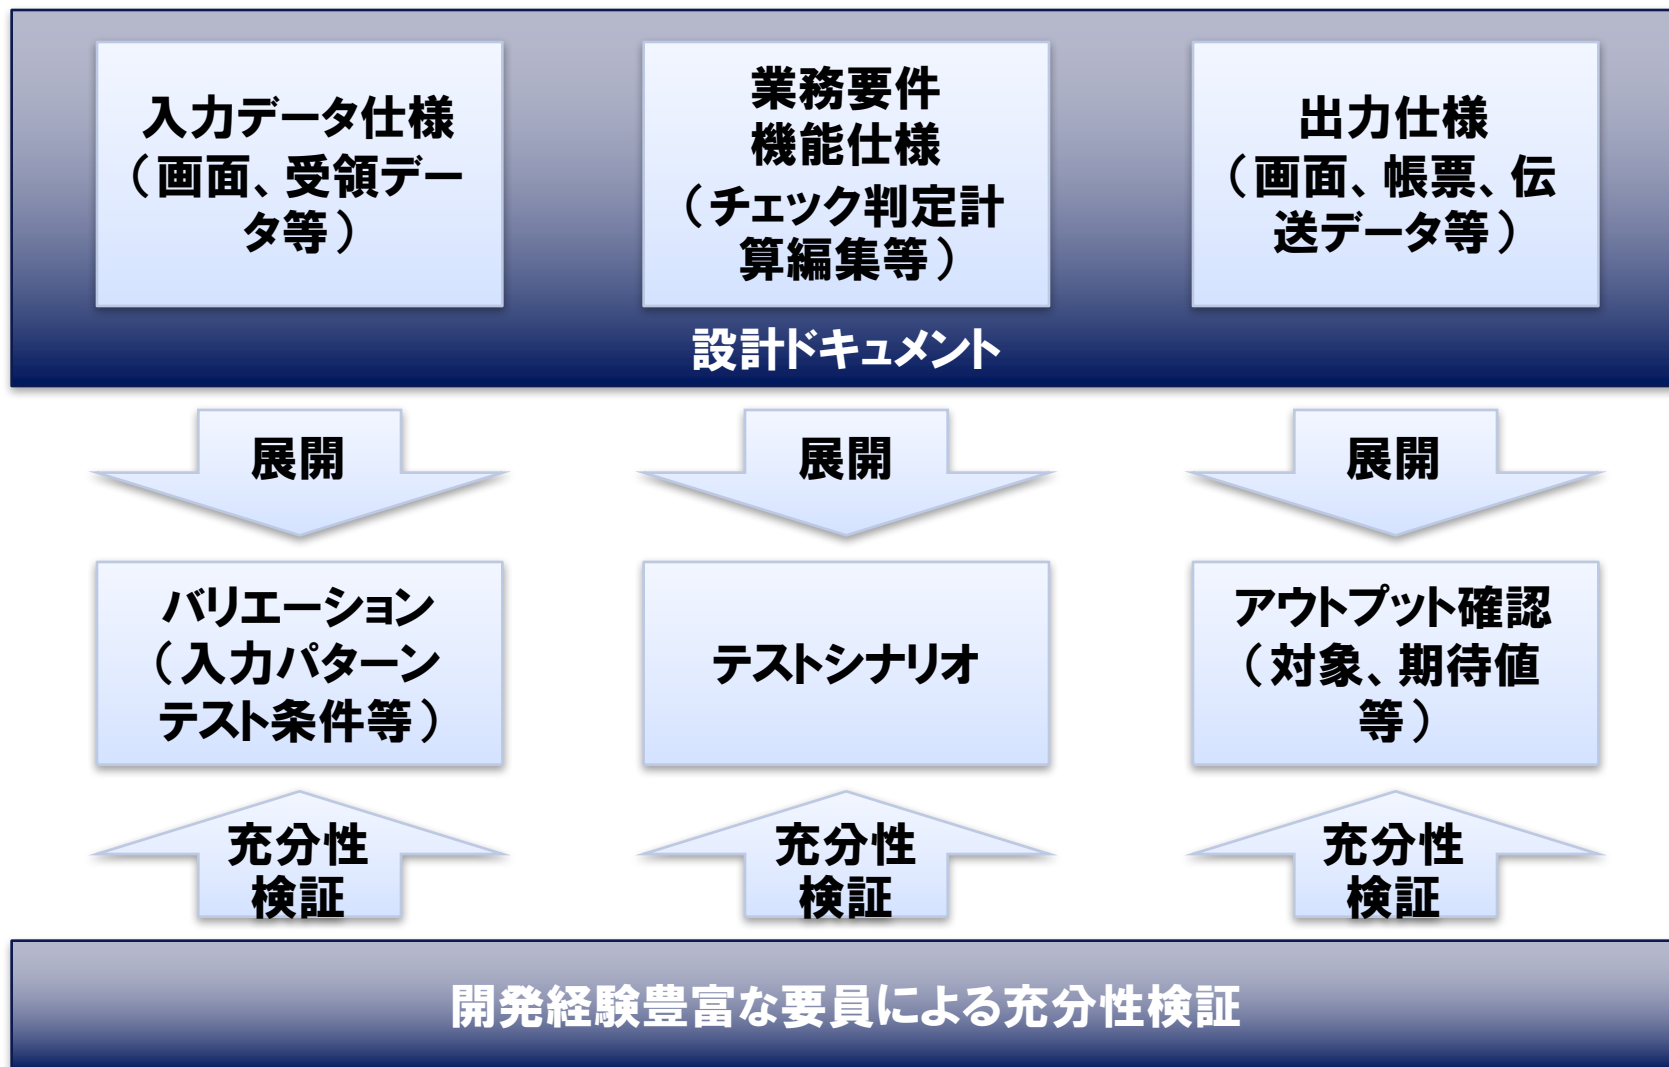 入力データ仕様
（画面、受領デー
タ等）
業務要件
機能仕様
（チェック判定計
算編集等）
出力仕様
（画面、帳票、伝
送データ等）
設計ドキュメント
展開
展開
展開
バリエーション
（入力パターン
テスト条件等）
テストシナリオ
アウトプット確認
（対象、期待値
等）
充分性
検証
充分性
検証
充分性
検証
開発経験豊富な要員による充分性検証